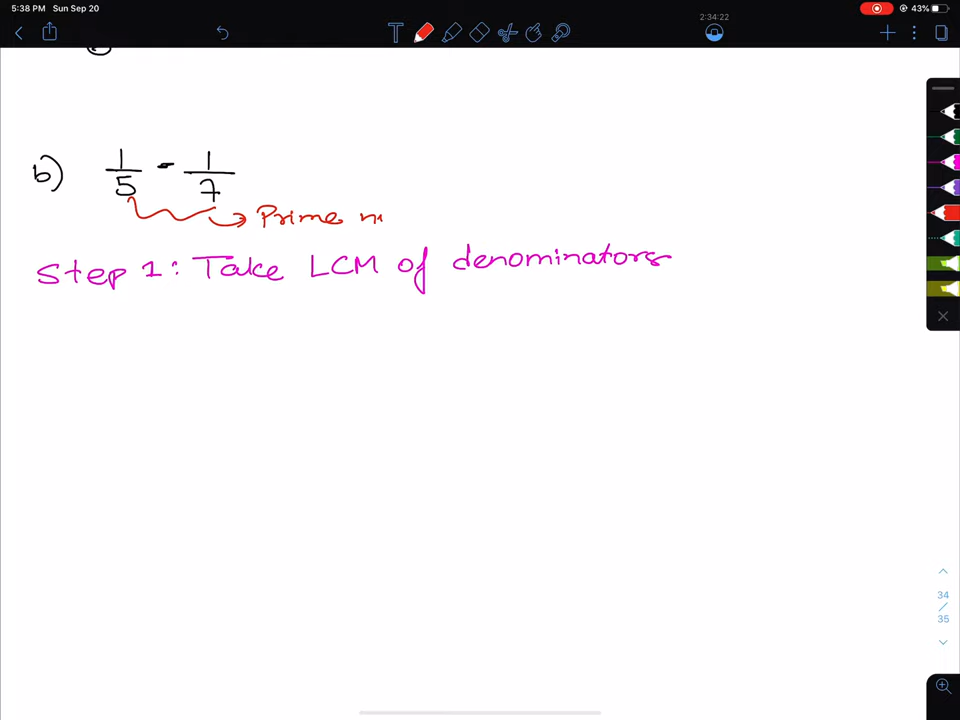 5:38 PM Sun Sep 20
43%
2:34:22
T
b) 1/5 - 1/7
Prime
Step 1: Take LCM of denominators
34
/
35